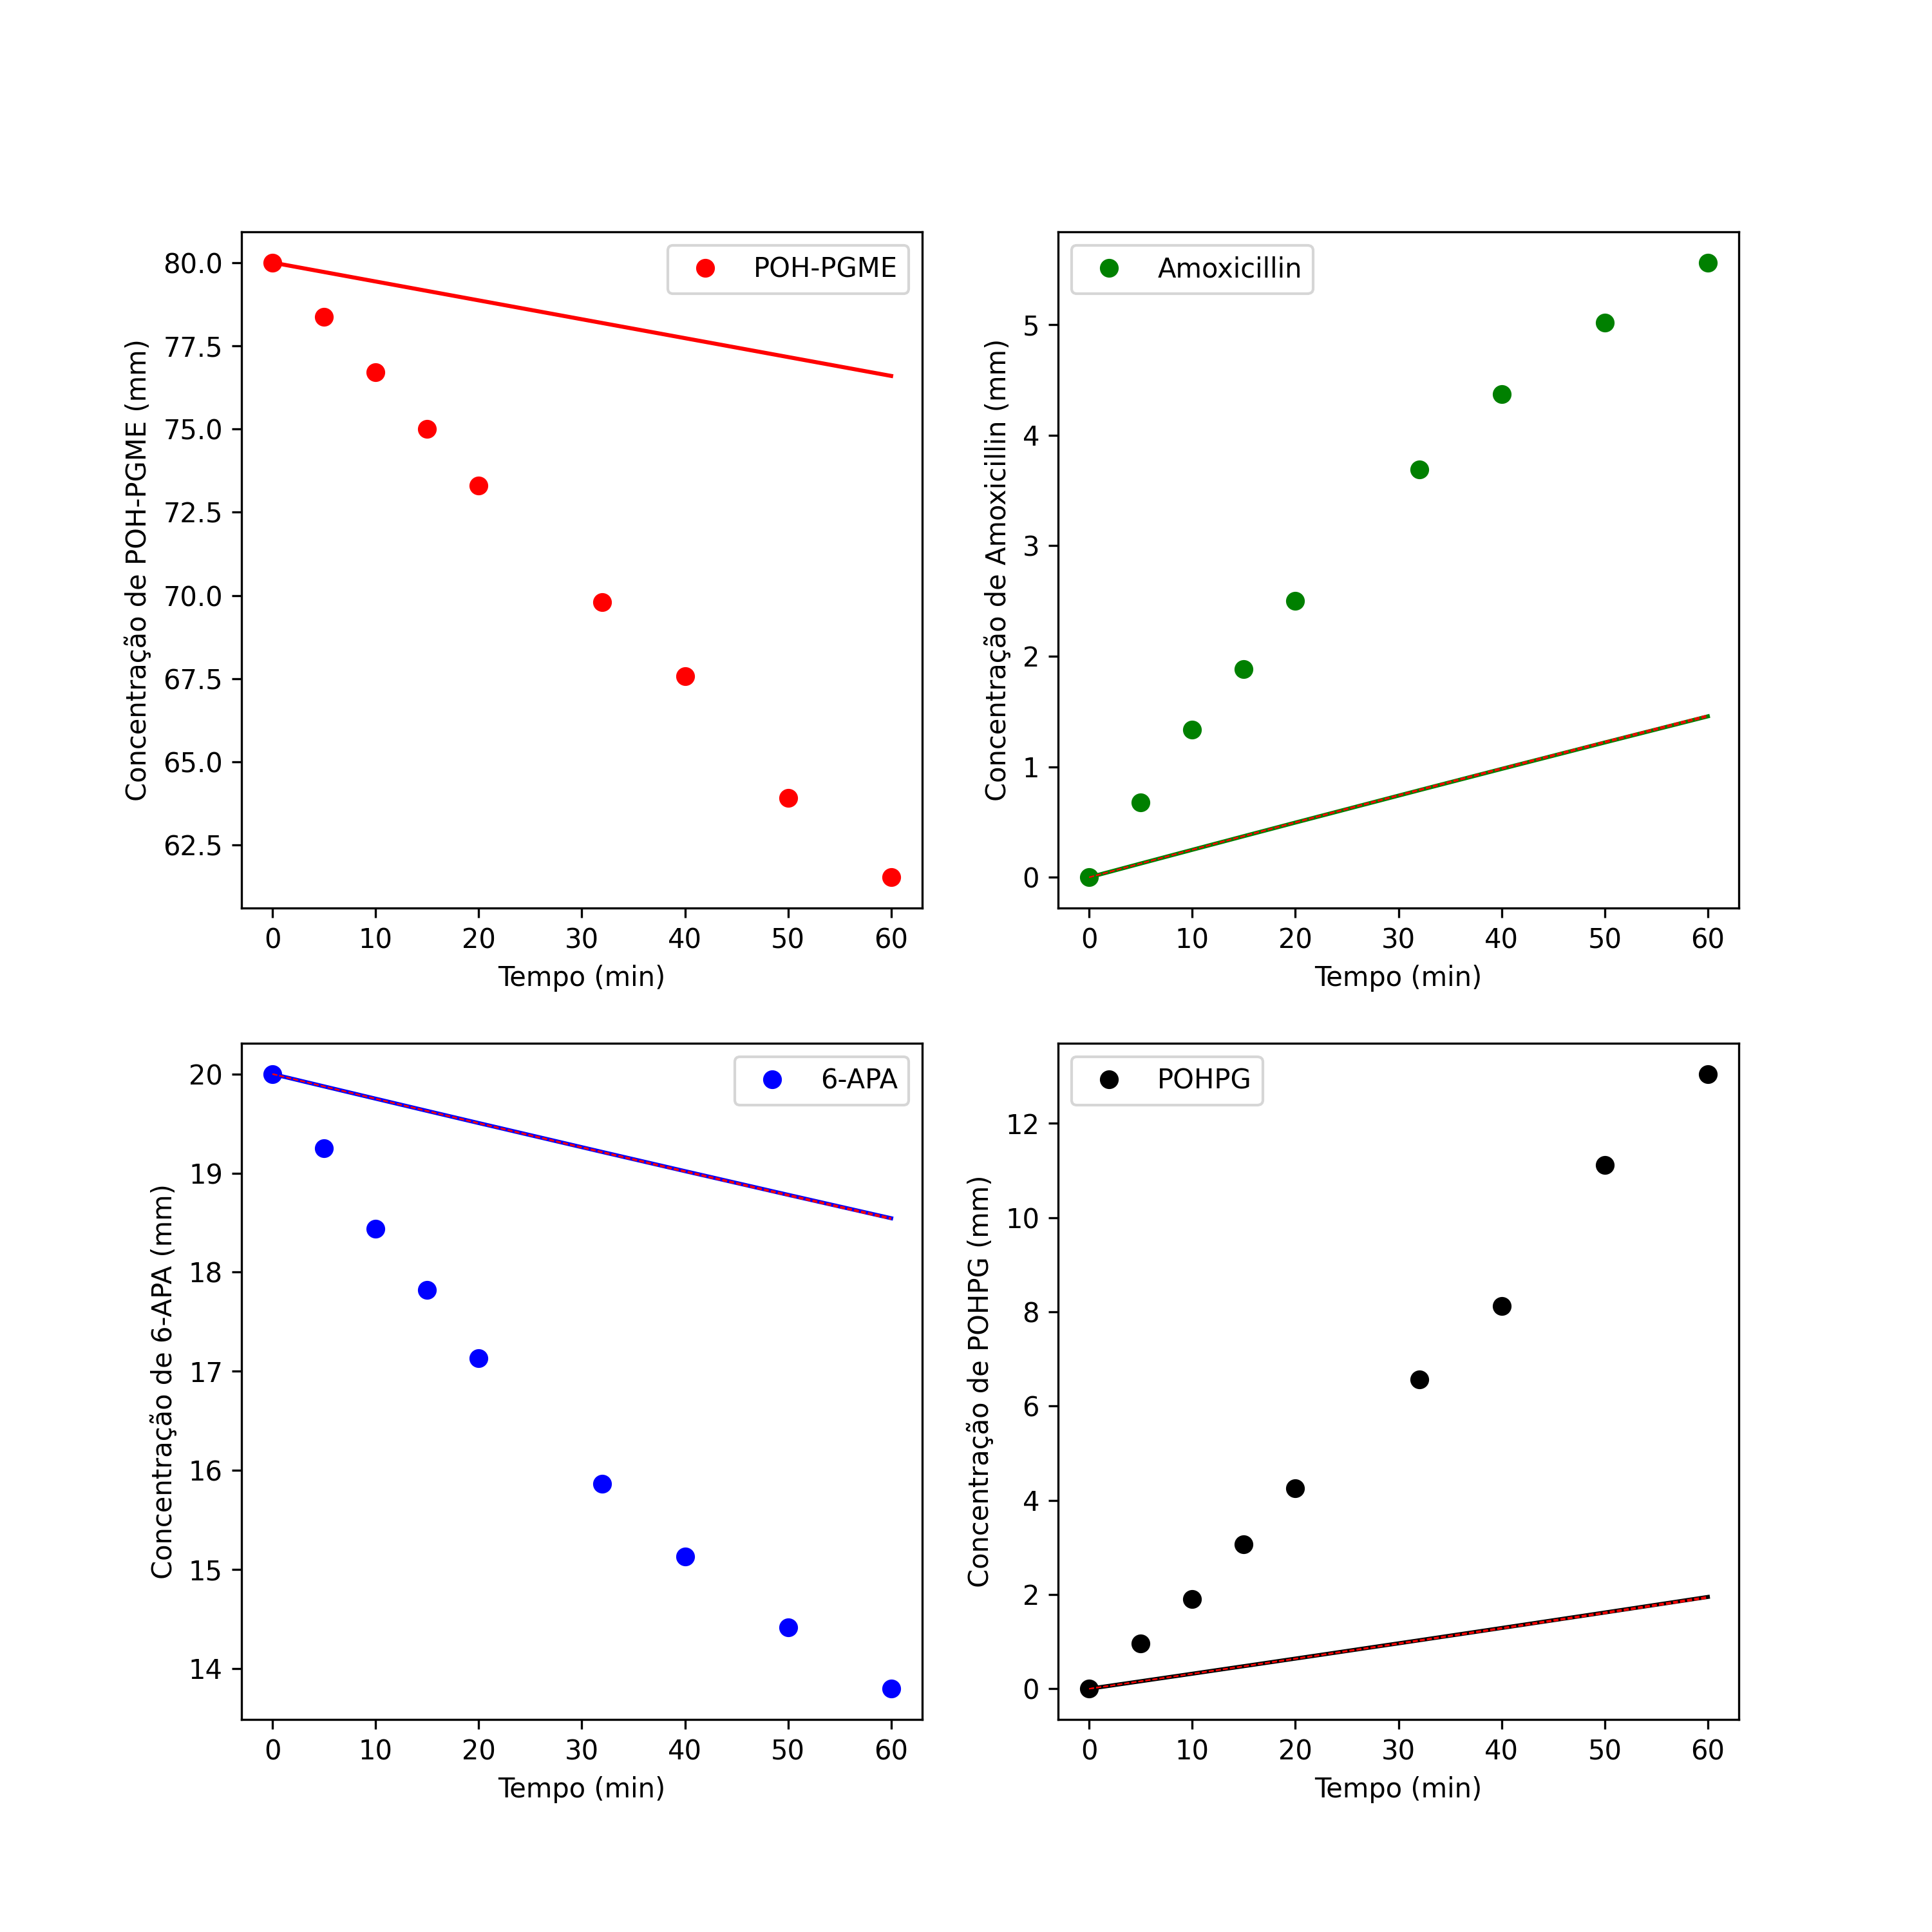 POH-PGME
80.0
77.5
75.0
72.5
70.0
67.5
65.0
62.5
Concentração de POH-PGME (mm)
0 10 20 30 40 50 60
Tempo (min)
Amoxicillin
5
4
3
2
1
0
Concentração de Amoxicillin (mm)
0 10 20 30 40 50 60
Tempo (min)
6-APA
20
19
18
17
16
15
14
Concentração de 6-APA (mm)
0 10 20 30 40 50 60
Tempo (min)
POHPG
12
10
8
6
4
2
0
Concentração de POHPG (mm)
0 10 20 30 40 50 60
Tempo (min)